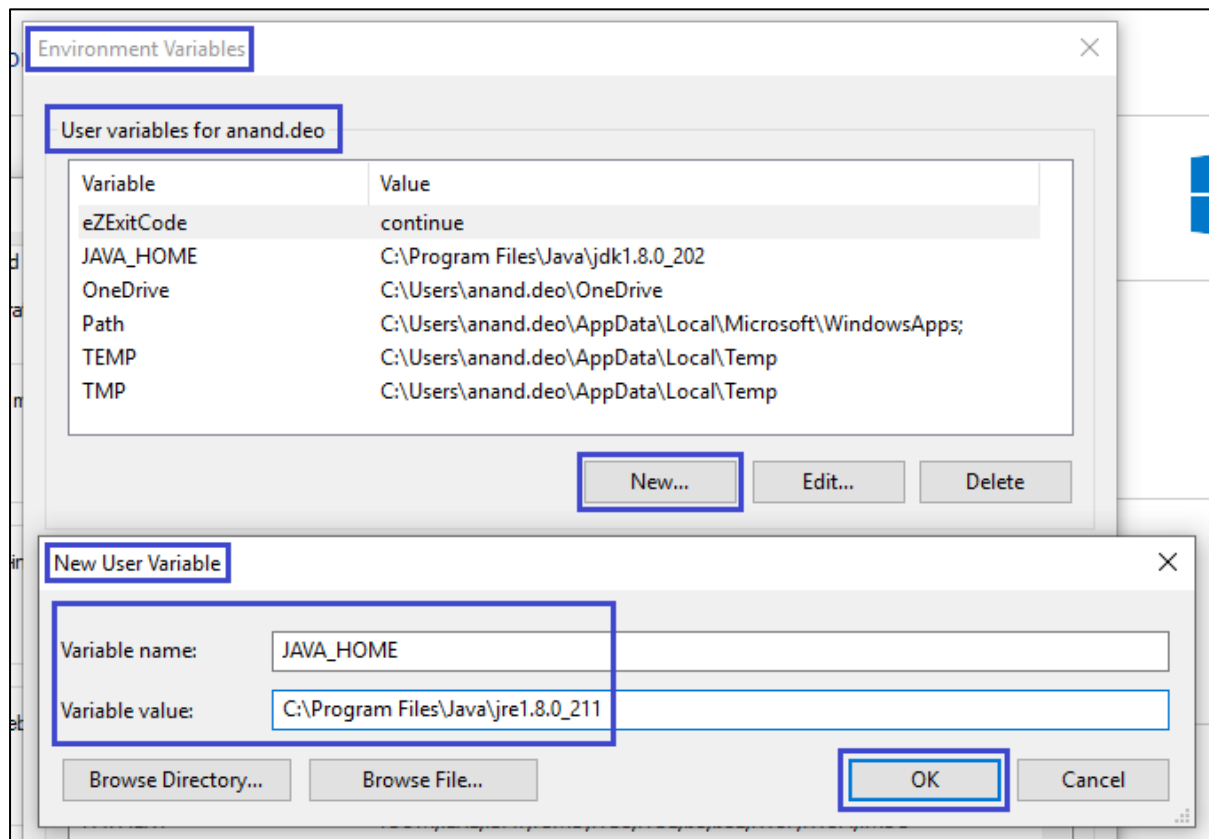 Environment Variables
User variables for anand.deo
Variable Value
eZExitCode continue
JAVA_HOME C:\Program Files\Java\jdk1.8.0_202
OneDrive C:\Users\anand.deo\OneDrive
Path C:\Users\anand.deo\AppData\Local\Microsoft\WindowsApps;
TEMP C:\Users\anand.deo\AppData\Local\Temp
TMP C:\Users\anand.deo\AppData\Local\Temp
New... Edit... Delete
New User Variable
Variable name: JAVA_HOME
Variable value: C:\Program Files\Java\jre1.8.0_211
Browse Directory... Browse File... OK Cancel